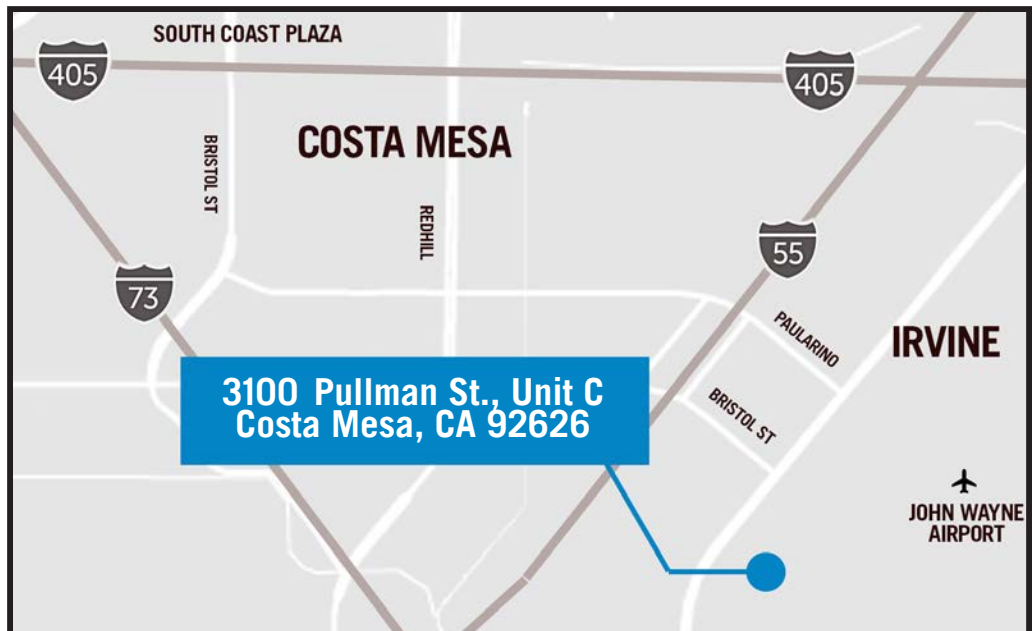 SOUTH COAST PLAZA
405
405
COSTA MESA
BRISTOL ST
REDHILL
55
73
PAULARINO
IRVINE
3100 Pullman St., Unit C
Costa Mesa, CA 92626
BRISTOL ST
JOHN WAYNE
AIRPORT